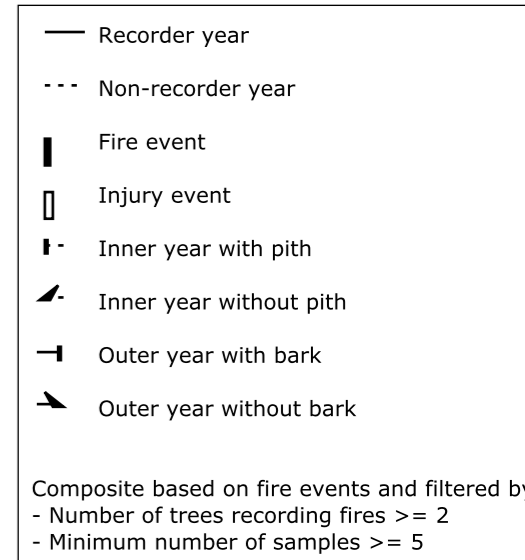 Recorder year
Non-recorder year
Fire event
Injury event
Inner year with pith
Inner year without pith
Outer year with bark
Outer year without bark
Composite based on fire events and filtered by
- Number of trees recording fires >= 2
- Minimum number of samples >= 5